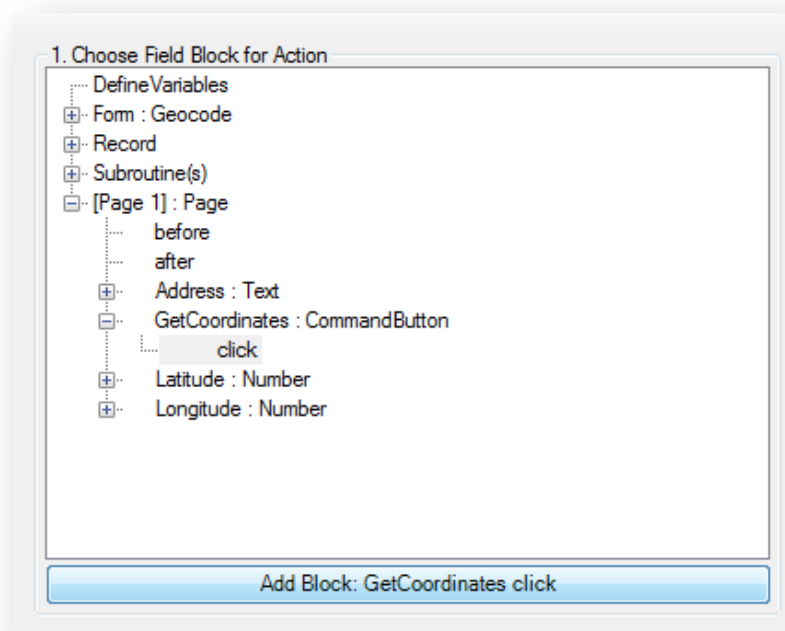 1. Choose Field Block for Action
DefineVariables
Form : Geocode
Record
Subroutine(s)
[Page 1] : Page
before
after
Address : Text
GetCoordinates : CommandButton
click
Latitude : Number
Longitude : Number
Add Block: GetCoordinates click